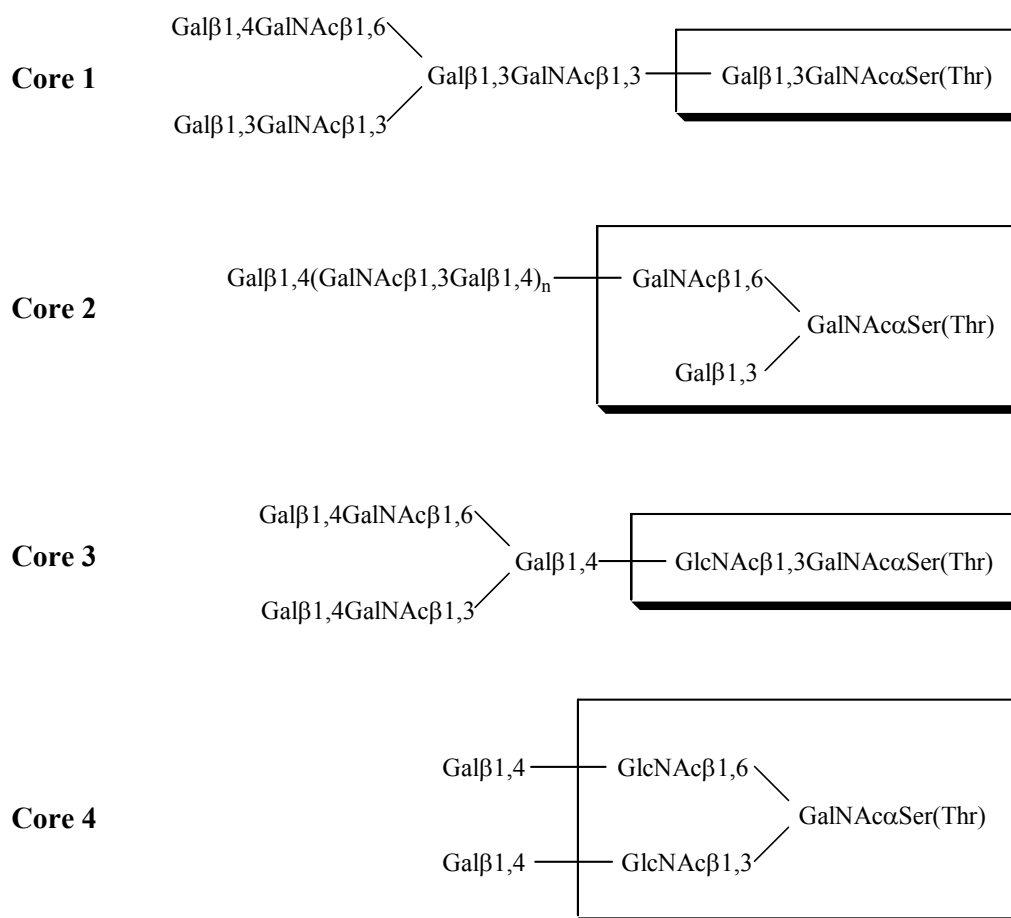 Galβ1,4GalNAcβ1,6
Core 1
Galβ1,3GalNAcβ1,3
Galβ1,3GalNAcαSer(Thr)
Galβ1,3GalNAcβ1,3
Core 2
Galβ1,4(GalNAcβ1,3Galβ1,4)n
GalNAcβ1,6
GalNAcαSer(Thr)
Galβ1,3
Galβ1,4GalNAcβ1,6
Core 3
Galβ1,4
GlcNAcβ1,3GalNAcαSer(Thr)
Galβ1,4GalNAcβ1,3
Galβ1,4
GlcNAcβ1,6
Core 4
GalNAcαSer(Thr)
Galβ1,4
GlcNAcβ1,3